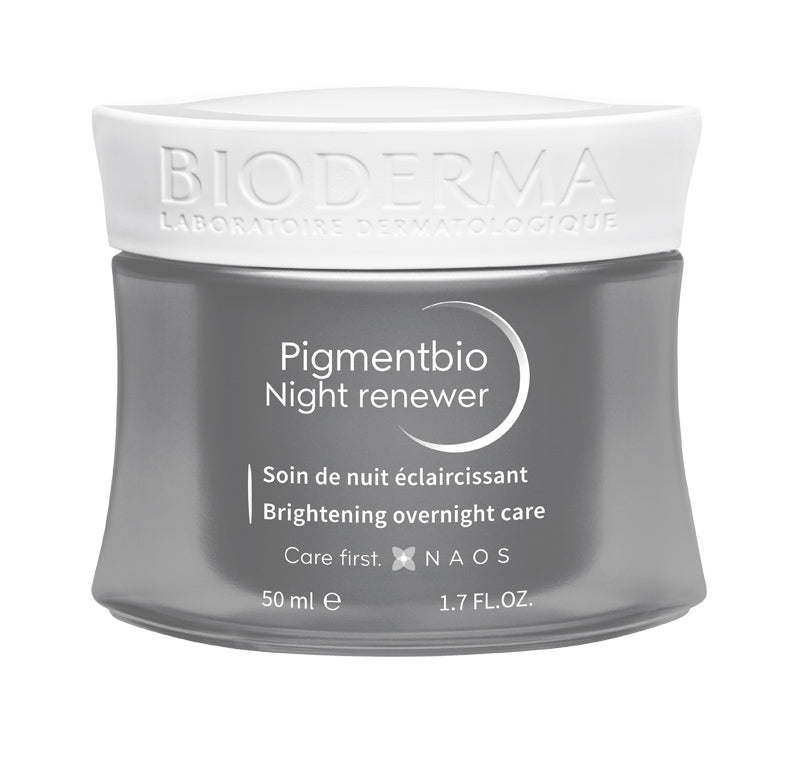 BIODERMA
LABORATOIRE DERMATOLOGIQUE
Pigmentbio
Night renewer
Soin de nuit éclaircissant
Brightening overnight care
Care first. NAOS
50 ml ℮ 1.7 FL.OZ.